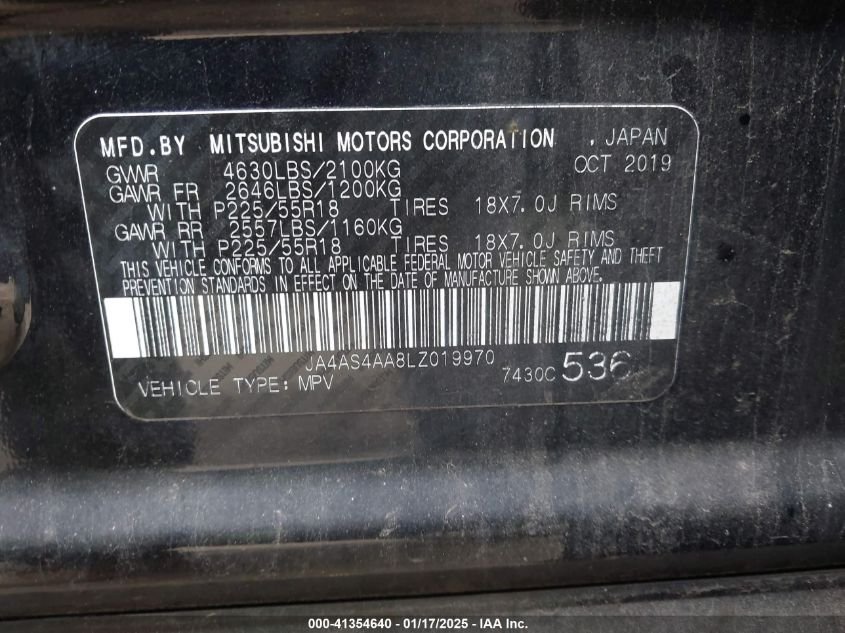 MFD.BY MITSUBISHI MOTORS CORPORATION , JAPAN
GVWR 4630LBS/2100KG OCT 2019
GAWR FR 2646LBS/1200KG
WITH P225/55R18 TIRES 18X7.0J RIMS
GAWR RR 2557LBS/1160KG
WITH P225/55R18 TIRES 18X7.0J RIMS
THIS VEHICLE CONFORMS TO ALL APPLICABLE FEDERAL MOTOR VEHICLE SAFETY AND THEFT
PREVENTION STANDARDS IN EFFECT ON THE DATE OF MANUFACTURE SHOWN ABOVE.
JA4AS4AA8LZ019970
VEHICLE TYPE: MPV 7430C 536
000-41354640 - 01/17/2025 - IAA Inc.